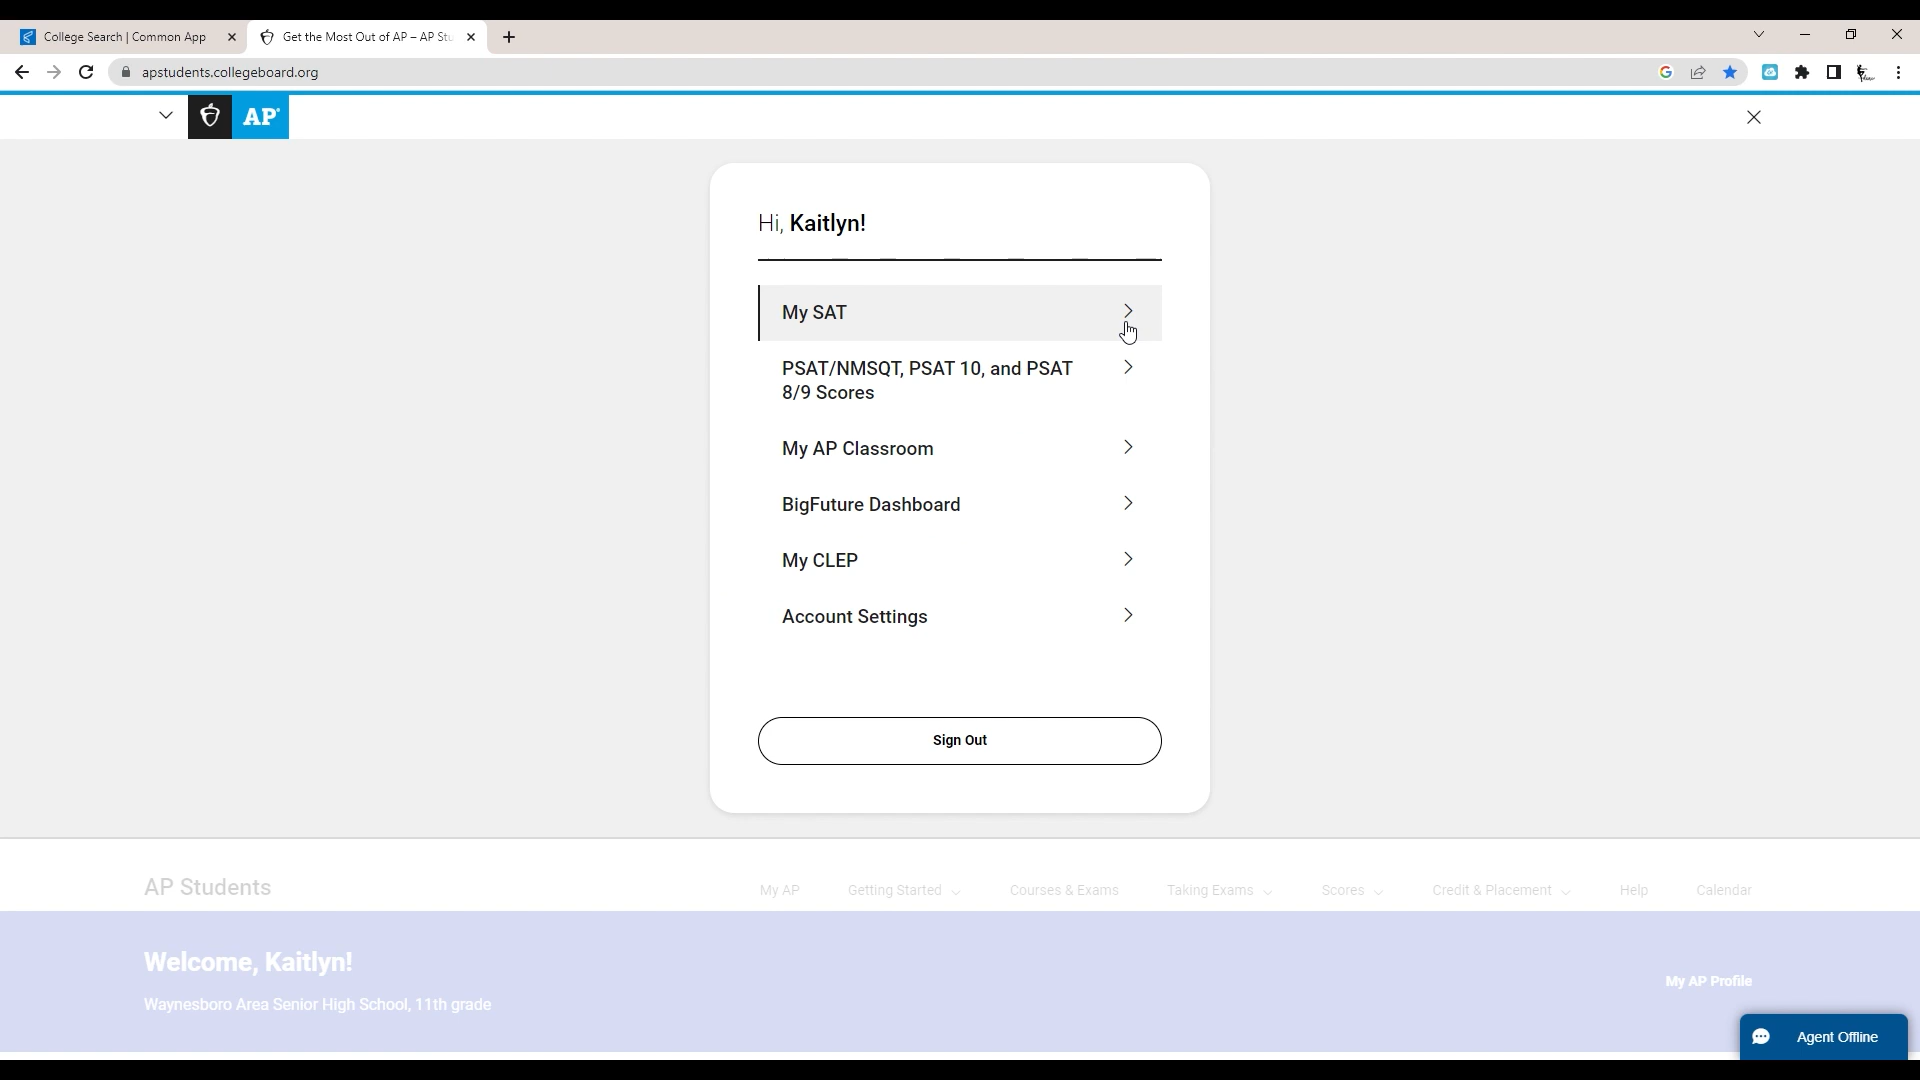 College Search | Common App
Get the Most Out of AP – AP Stu
apstudents.collegeboard.org
AP
Hi, Kaitlyn!
My SAT
PSAT/NMSQT, PSAT 10, and PSAT
8/9 Scores
My AP Classroom
BigFuture Dashboard
My CLEP
Account Settings
Sign Out
AP Students
My AP Getting Started Courses & Exams Taking Exams Scores Credit & Placement Help Calendar
Welcome, Kaitlyn!
My AP Profile
Waynesboro Area Senior High School, 11th grade
Agent Offline